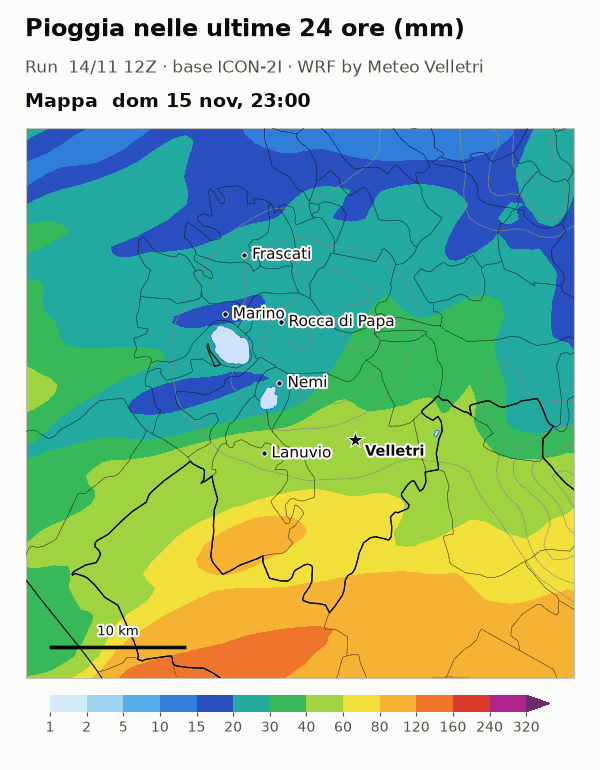 Pioggia nelle ultime 24 ore (mm)
Run 14/11 12Z · base ICON-2I · WRF by Meteo Velletri
Mappa dom 15 nov, 23:00
Frascati
Marino
Rocca di Papa
Nemi
Velletri
Lanuvio
10 km
1 2 5 10 15 20 30 40 60 80 120 160 240 320